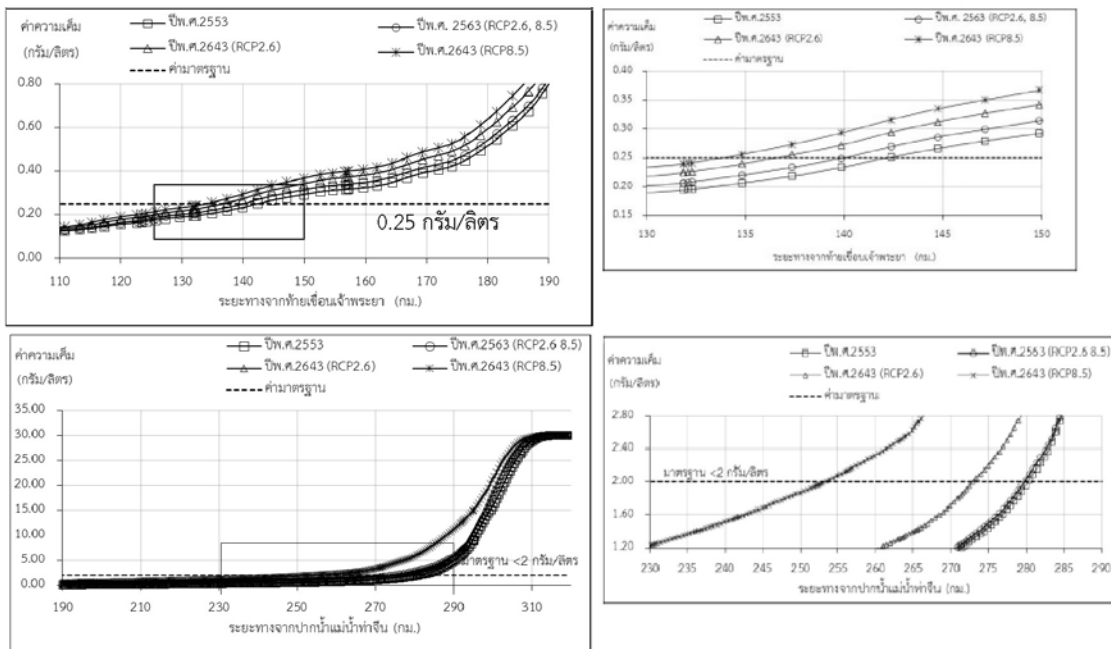 ค่าความเค็ม
(กรัม/ลิตร)
ปีพ.ศ.2553
ปีพ.ศ. 2563 (RCP2.6, 8.5)
ปีพ.ศ.2643 (RCP2.6)
ปีพ.ศ.2643 (RCP8.5)
ค่ามาตรฐาน
0.80
0.60
0.40
0.20
0.00
0.25 กรัม/ลิตร
110 120 130 140 150 160 170 180 190
ระยะทางจากท้ายเขื่อนเจ้าพระยา (กม.)
ค่าความเค็ม
(กรัม/ลิตร)
ปีพ.ศ.2553
ปีพ.ศ. 2563 (RCP2.6, 8.5)
ปีพ.ศ.2643 (RCP2.6)
ปีพ.ศ.2643 (RCP8.5)
ค่ามาตรฐาน
0.40
0.35
0.30
0.25
0.20
0.15
130 135 140 145 150
ระยะทางจากท้ายเขื่อนเจ้าพระยา (กม.)
ค่าความเค็ม
(กรัม/ลิตร)
ปีพ.ศ.2553
ปีพ.ศ.2563 (RCP2.6 8.5)
ปีพ.ศ.2643 (RCP2.6)
ปีพ.ศ.2643 (RCP8.5)
ค่ามาตรฐาน
35.00
30.00
25.00
20.00
15.00
10.00
5.00
0.00
มาตรฐาน <2 กรัม/ลิตร
190 210 230 250 270 290 310
ระยะทางจากปากน้ำแม่น้ำท่าจีน (กม.)
ค่าความเค็ม
(กรัม/ลิตร)
ปีพ.ศ.2553
ปีพ.ศ.2563 (RCP2.6 8.5)
ปีพ.ศ.2643 (RCP2.6)
ปีพ.ศ.2643 (RCP8.5)
ค่ามาตรฐาน
2.80
2.40
2.00
1.60
1.20
มาตรฐาน <2 กรัม/ลิตร
230 235 240 245 250 255 260 265 270 275 280 285 290
ระยะทางจากปากน้ำแม่น้ำท่าจีน (กม.)